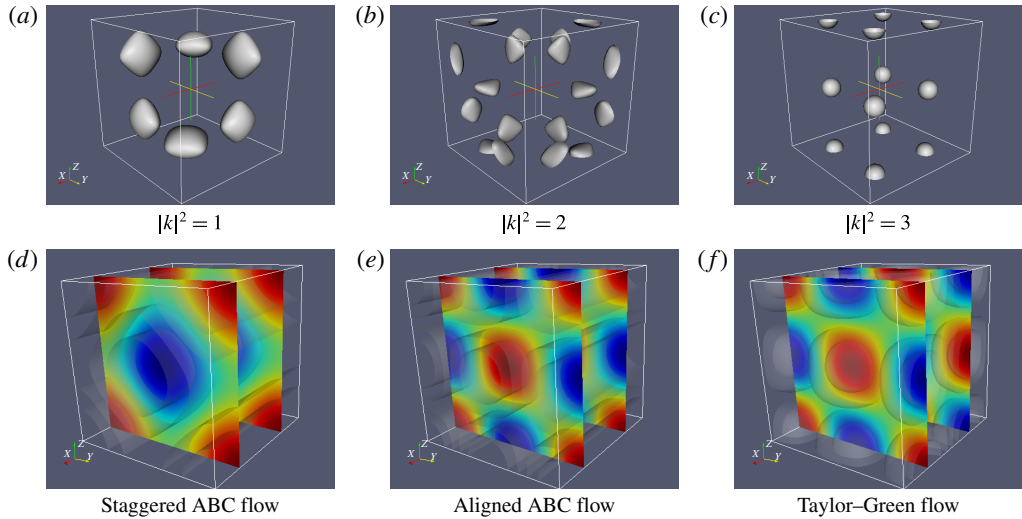 (a) (b) (c)
Z Z Z
X Y X Y X Y
|k|² = 1 |k|² = 2 |k|² = 3
(d) (e) (f)
Z Z Z
X Y X Y X Y
Staggered ABC flow Aligned ABC flow Taylor–Green flow